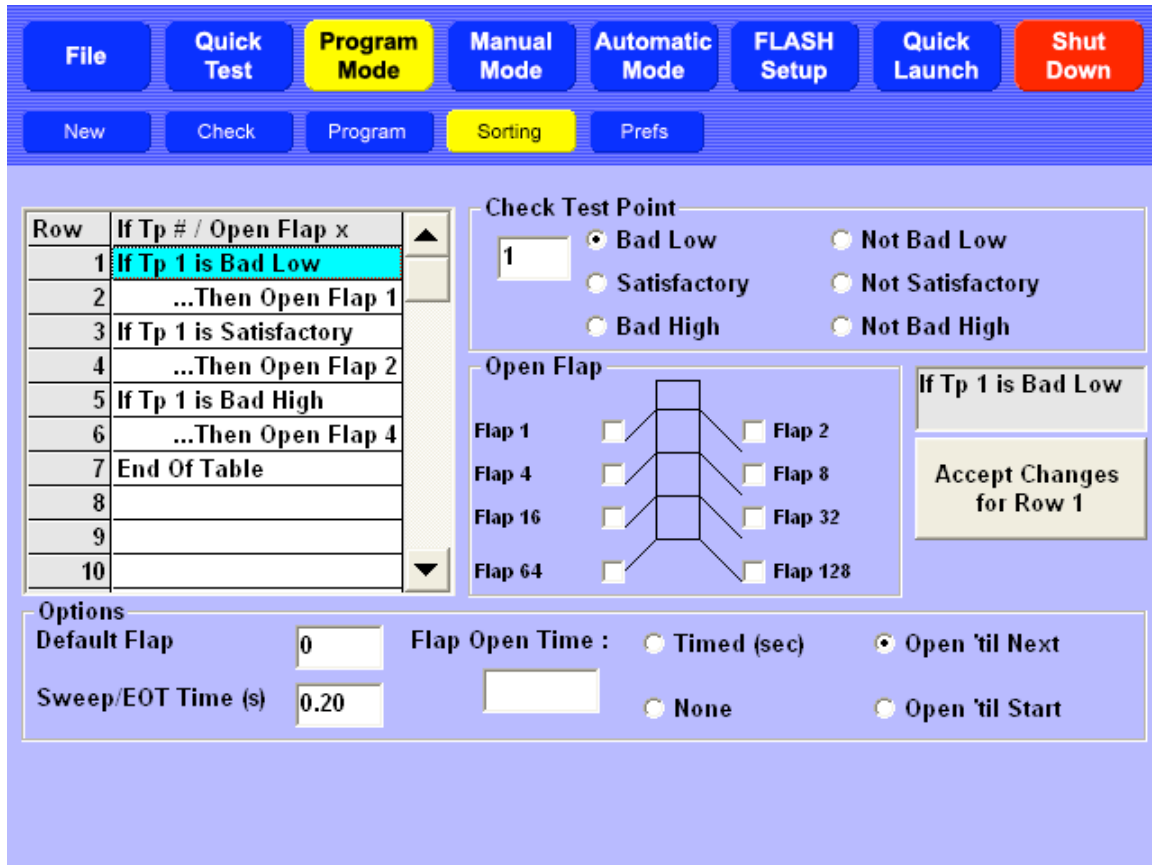 File
Quick Test
Program Mode
Manual Mode
Automatic Mode
FLASH Setup
Quick Launch
Shut Down
New
Check
Program
Sorting
Prefs
Row If Tp # / Open Flap x
1 If Tp 1 is Bad Low
2 ...Then Open Flap 1
3 If Tp 1 is Satisfactory
4 ...Then Open Flap 2
5 If Tp 1 is Bad High
6 ...Then Open Flap 4
7 End Of Table
8
9
10
Check Test Point
1
Bad Low
Not Bad Low
Satisfactory
Not Satisfactory
Bad High
Not Bad High
Open Flap
Flap 1
Flap 2
Flap 4
Flap 8
Flap 16
Flap 32
Flap 64
Flap 128
If Tp 1 is Bad Low
Accept Changes
for Row 1
Options
Default Flap
0
Flap Open Time :
Timed (sec)
Open 'til Next
Sweep/EOT Time (s)
0.20
None
Open 'til Start